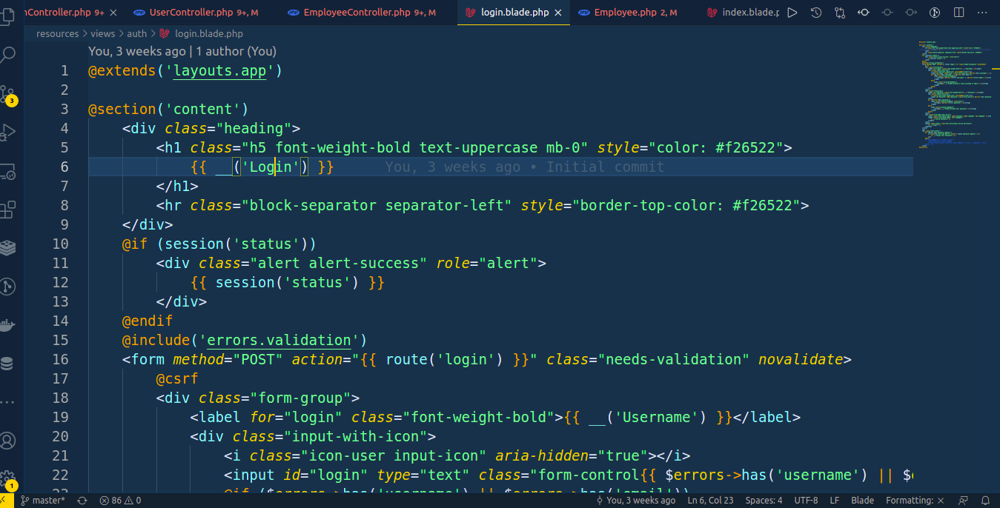 nController.php 9+
UserController.php 9+, M
EmployeeController.php 9+, M
login.blade.php
Employee.php 2, M
index.blade.p
resources > views > auth > login.blade.php
You, 3 weeks ago | 1 author (You)
1 @extends('layouts.app')
2
3 @section('content')
4 <div class="heading">
5 <h1 class="h5 font-weight-bold text-uppercase mb-0" style="color: #f26522">
6 {{ __('Login') }} You, 3 weeks ago • Initial commit
7 </h1>
8 <hr class="block-separator separator-left" style="border-top-color: #f26522">
9 </div>
10 @if (session('status'))
11 <div class="alert alert-success" role="alert">
12 {{ session('status') }}
13 </div>
14 @endif
15 @include('errors.validation')
16 <form method="POST" action="{{ route('login') }}" class="needs-validation" novalidate>
17 @csrf
18 <div class="form-group">
19 <label for="login" class="font-weight-bold">{{ __('Username') }}</label>
20 <div class="input-with-icon">
21 <i class="icon-user input-icon" aria-hidden="true"></i>
22 <input id="login" type="text" class="form-control{{ $errors->has('username') || $e
23 @if ($errors->has('username') || $errors->has('email'))
3
1
master*
86
0
You, 3 weeks ago
Ln 6, Col 23
Spaces: 4
UTF-8
LF
Blade
Formatting: ×